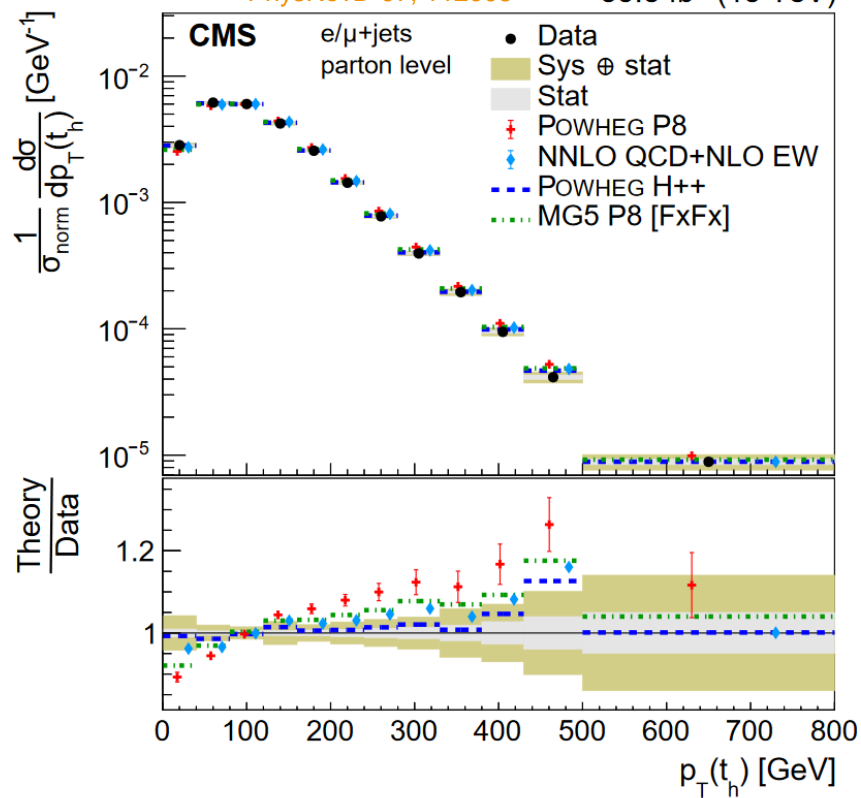 CMS
e/μ+jets
parton level
Data
Sys ⊕ stat
Stat
POWHEG P8
NNLO QCD+NLO EW
POWHEG H++
MG5 P8 [FxFx]
1/σnorm dσ/dpT(th) [GeV⁻¹]
10⁻²
10⁻³
10⁻⁴
10⁻⁵
Theory
Data
1.2
1
0 100 200 300 400 500 600 700 800
pT(th) [GeV]